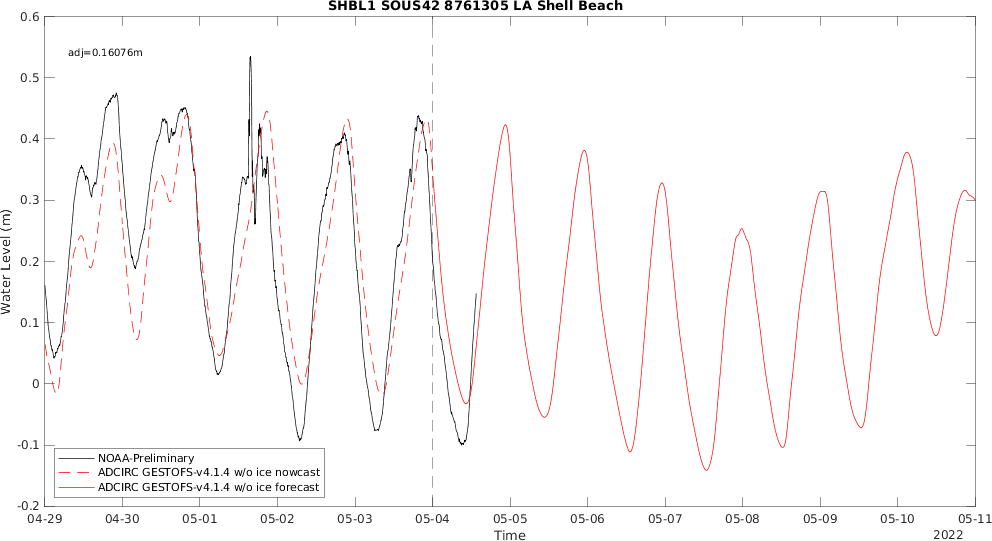 SHBL1 SOUS42 8761305 LA Shell Beach
adj=0.16076m
0.6
0.5
0.4
0.3
0.2
0.1
0
-0.1
-0.2
Water Level (m)
NOAA-Preliminary
ADCIRC GESTOFS-v4.1.4 w/o ice nowcast
ADCIRC GESTOFS-v4.1.4 w/o ice forecast
04-29 04-30 05-01 05-02 05-03 05-04 05-05 05-06 05-07 05-08 05-09 05-10 05-11
Time
2022